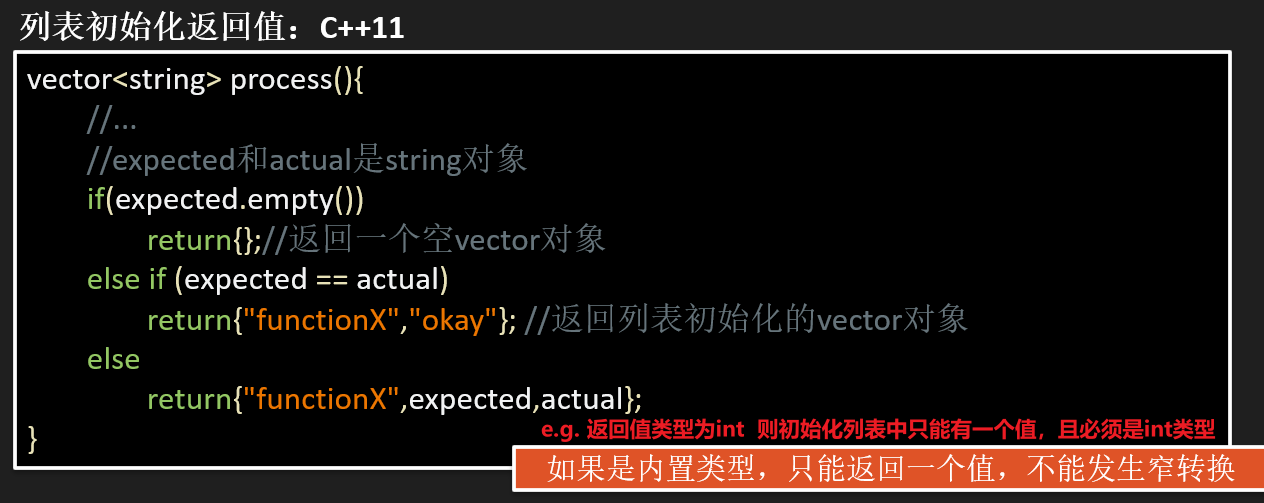 列表初始化返回值：C++11
vector<string> process(){
//...
//expected和actual是string对象
if(expected.empty())
return{};//返回一个空vector对象
else if (expected == actual)
return{"functionX","okay"}; //返回列表初始化的vector对象
else
return{"functionX",expected,actual};
}
e.g. 返回值类型为int 则初始化列表中只能有一个值，且必须是int类型
如果是内置类型，只能返回一个值，不能发生窄转换